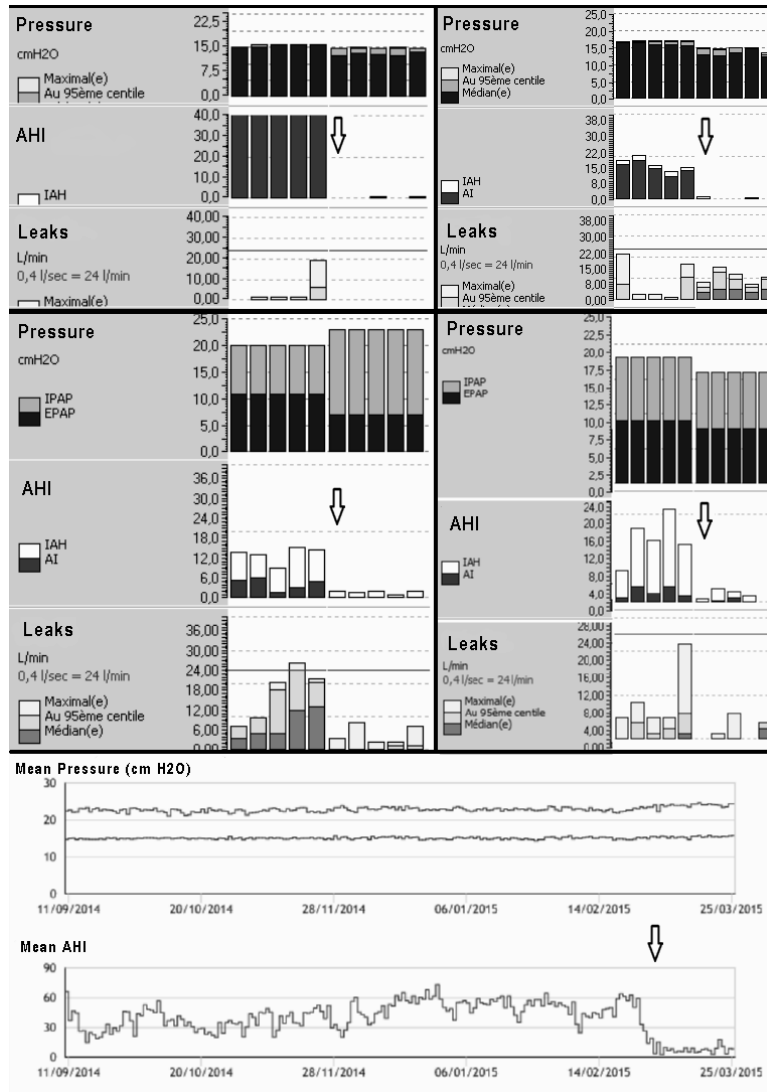 Pressure
cmH2O
Maximal(e)
Au 95ème centile
22,5
15,0
7,5
0,0
AHI
IAH
40,0
20,0
0,0
Leaks
L/min
0,4 l/sec = 24 l/min
Maximal(e)
40,00
30,00
20,00
10,00
0,00
Pressure
cmH2O
Maximal(e)
Au 95ème centile
Médian(e)
25,0
20,0
15,0
10,0
5,0
0,0
IAH
AI
38,0
30,0
22,0
15,0
8,0
0,0
Leaks
L/min
0,4 l/sec = 24 l/min
Maximal(e)
Au 95ème centile
38,00
30,00
22,00
15,00
8,00
0,00
Pressure
cmH2O
IPAP
EPAP
25,0
20,0
15,0
10,0
5,0
0,0
AHI
IAH
AI
36,0
30,0
24,0
18,0
12,0
6,0
0,0
Leaks
L/min
0,4 l/sec = 24 l/min
Maximal(e)
Au 95ème centile
Médian(e)
36,00
30,00
24,00
18,00
12,00
6,00
0,00
Pressure
cmH2O
IPAP
EPAP
25,0
22,5
20,0
17,5
15,0
12,5
10,0
7,5
5,0
2,5
0,0
AHI
IAH
AI
24,0
20,0
16,0
12,0
8,0
4,0
0,0
Leaks
L/min
0,4 l/sec = 24 l/min
Maximal(e)
Au 95ème centile
Médian(e)
28,00
24,00
20,00
16,00
12,00
8,00
4,00
0,00
Mean Pressure (cm H2O)
30
20
10
0
11/09/2014 20/10/2014 28/11/2014 06/01/2015 14/02/2015 25/03/2015
Mean AHI
90
60
30
0
11/09/2014 20/10/2014 28/11/2014 06/01/2015 14/02/2015 25/03/2015